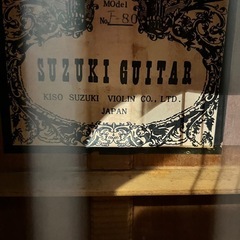 Model
No.
SUZUKI GUITAR
KISO SUZUKI VIOLIN CO., LTD.
JAPAN